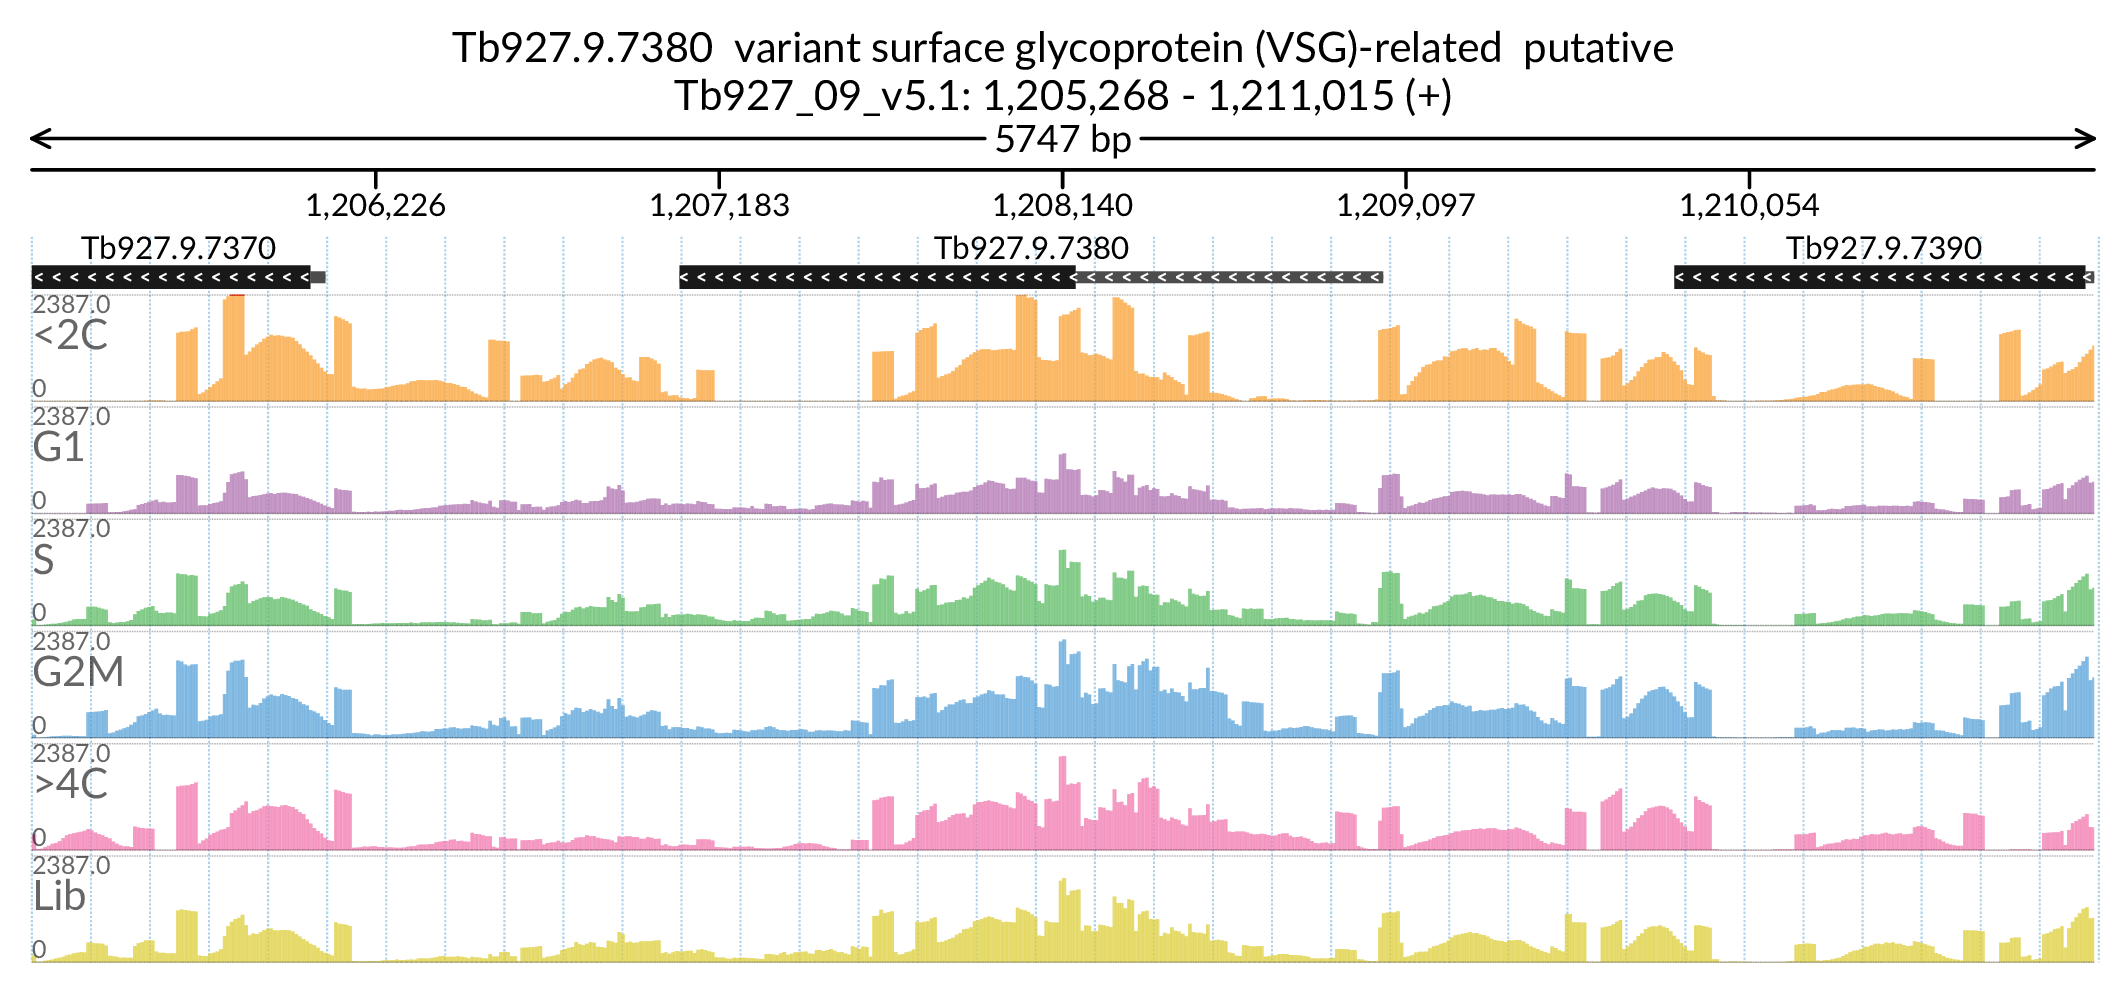 Tb927.9.7380  variant surface glycoprotein (VSG)-related  putative
Tb927_09_v5.1: 1,205,268 - 1,211,015 (+)
5747 bp
1,206,226 1,207,183 1,208,140 1,209,097 1,210,054
Tb927.9.7370 Tb927.9.7380 Tb927.9.7390
2387.0
<2C
0
2387.0
G1
0
2387.0
S
0
2387.0
G2M
0
2387.0
>4C
0
2387.0
Lib
0